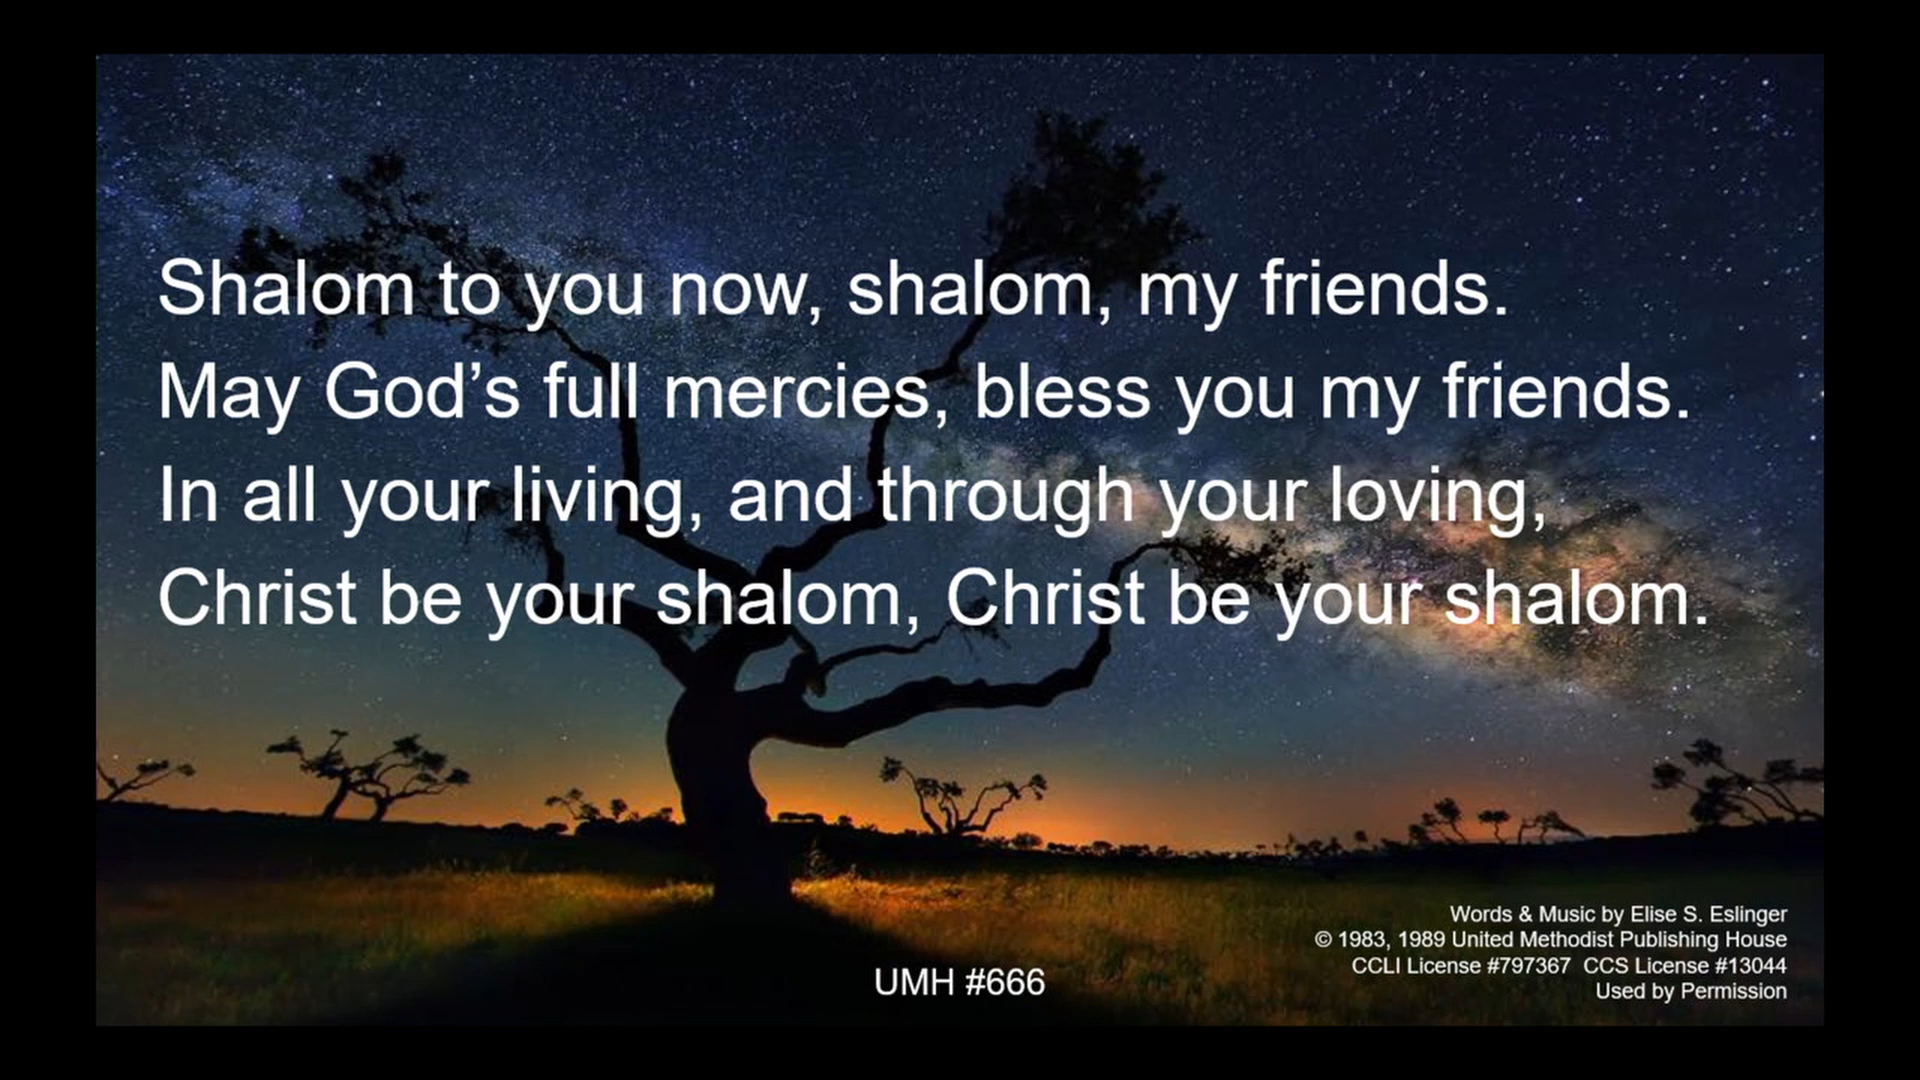 Shalom to you now, shalom, my friends.
May God’s full mercies, bless you my friends.
In all your living, and through your loving,
Christ be your shalom, Christ be your shalom.
UMH #666
Words & Music by Elise S. Eslinger
© 1983, 1989 United Methodist Publishing House
CCLI License #797367  CCS License #13044
Used by Permission